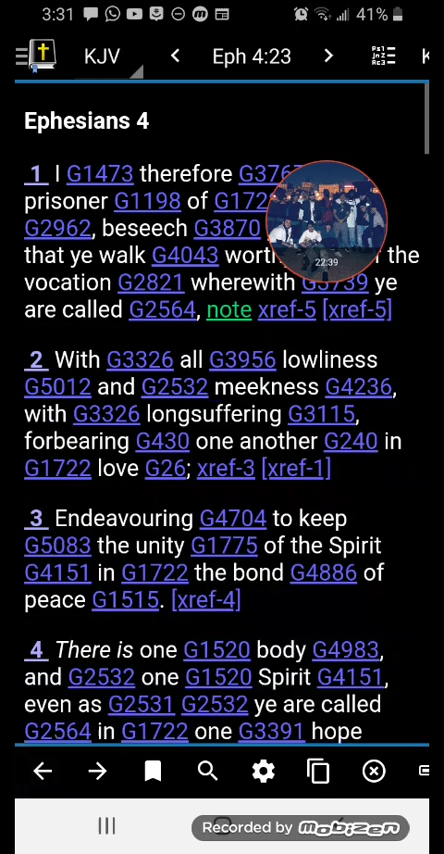 3:31 41%
KJV < Eph 4:23 >
Ephesians 4
1 I G1473 therefore
prisoner G1198 of
G2962, beseech G3870
that ye walk G4043 the
vocation G2821 wherewith ye
22:39
are called G2564, note xref-5 [xref-5]
2 With G3326 all G3956 lowliness
G5012 and G2532 meekness G4236,
with G3326 longsuffering G3115,
forbearing G430 one another G240 in
G1722 love G26; xref-3 [xref-1]
3 Endeavouring G4704 to keep
G5083 the unity G1775 of the Spirit
G4151 in G1722 the bond G4886 of
peace G1515. [xref-4]
4 There is one G1520 body G4983,
and G2532 one G1520 Spirit G4151,
even as G2531 G2532 ye are called
G2564 in G1722 one G3391 hope
Recorded by Mobizen